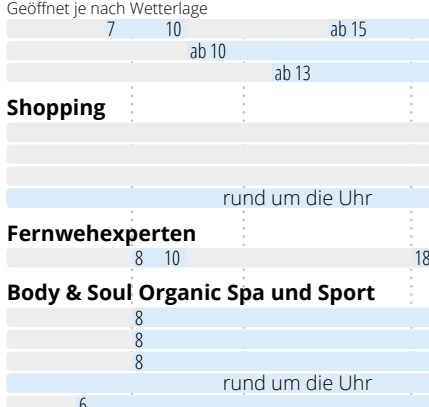 Geöffnet je nach Wetterlage
7 10 ab 15
ab 10
ab 13
Shopping
rund um die Uhr
Fernwehexperten
8 10 18
Body & Soul Organic Spa und Sport
8
8
8
rund um die Uhr
6